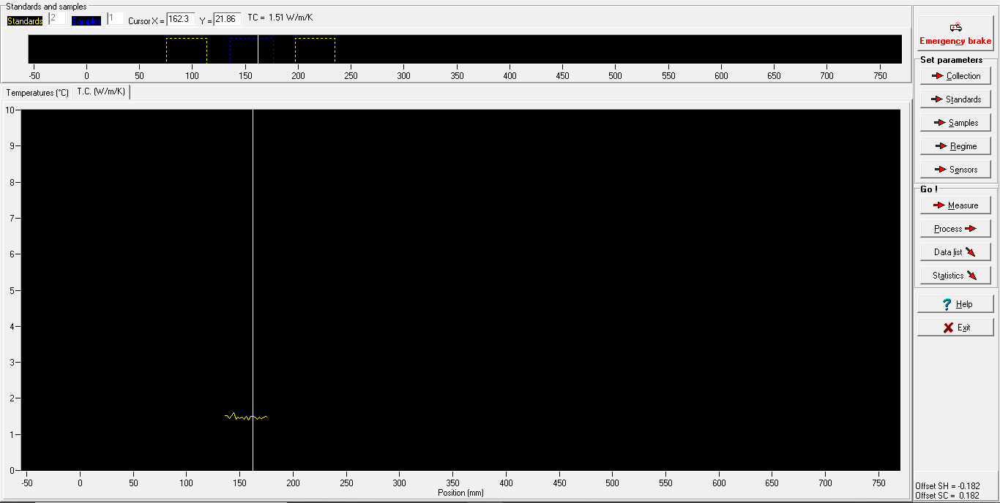 Standards and samples
Standards 2 Samples 1 Cursor X = 162.3 Y = 21.86 TC = 1.51 W/m/K
-50 0 50 100 150 200 250 300 350 400 450 500 550 600 650 700 750
Temperatures (°C) T.C. (W/m/K)
10
9
8
7
6
5
4
3
2
1
0
-50 0 50 100 150 200 250 300 350 400 450 500 550 600 650 700 750
Position (mm)
Emergency brake
Set parameters
Collection
Standards
Samples
Regime
Sensors
Go !
Measure
Process
Data list
Statistics
? Help
Exit
Offset SH = -0.182
Offset SC = 0.182